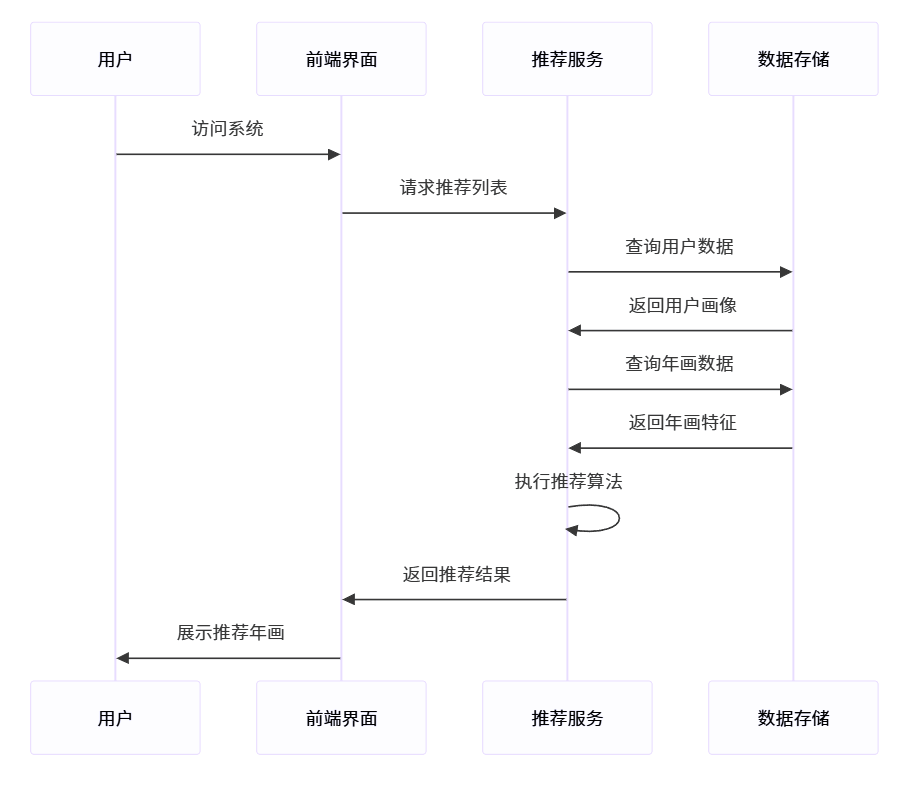 用户
前端界面
推荐服务
数据存储
访问系统
请求推荐列表
查询用户数据
返回用户画像
查询年画数据
返回年画特征
执行推荐算法
返回推荐结果
展示推荐年画
用户
前端界面
推荐服务
数据存储